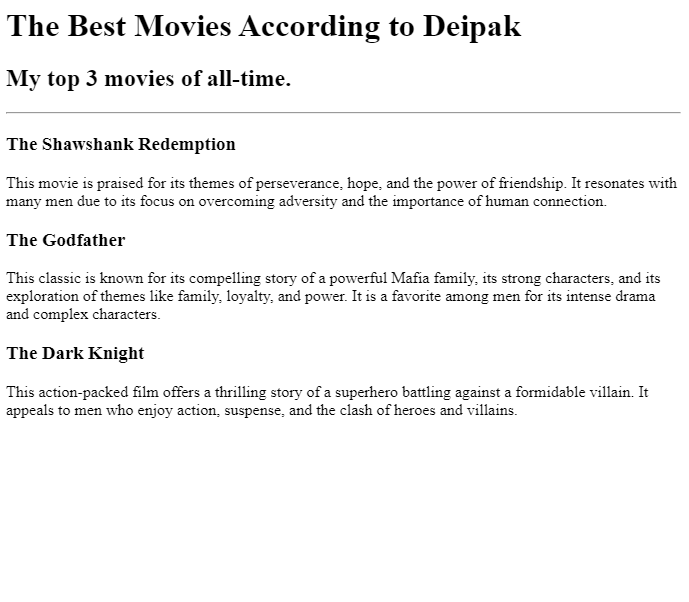 The Best Movies According to Deipak
My top 3 movies of all-time.
The Shawshank Redemption
This movie is praised for its themes of perseverance, hope, and the power of friendship. It resonates with
many men due to its focus on overcoming adversity and the importance of human connection.
The Godfather
This classic is known for its compelling story of a powerful Mafia family, its strong characters, and its
exploration of themes like family, loyalty, and power. It is a favorite among men for its intense drama
and complex characters.
The Dark Knight
This action-packed film offers a thrilling story of a superhero battling against a formidable villain. It
appeals to men who enjoy action, suspense, and the clash of heroes and villains.